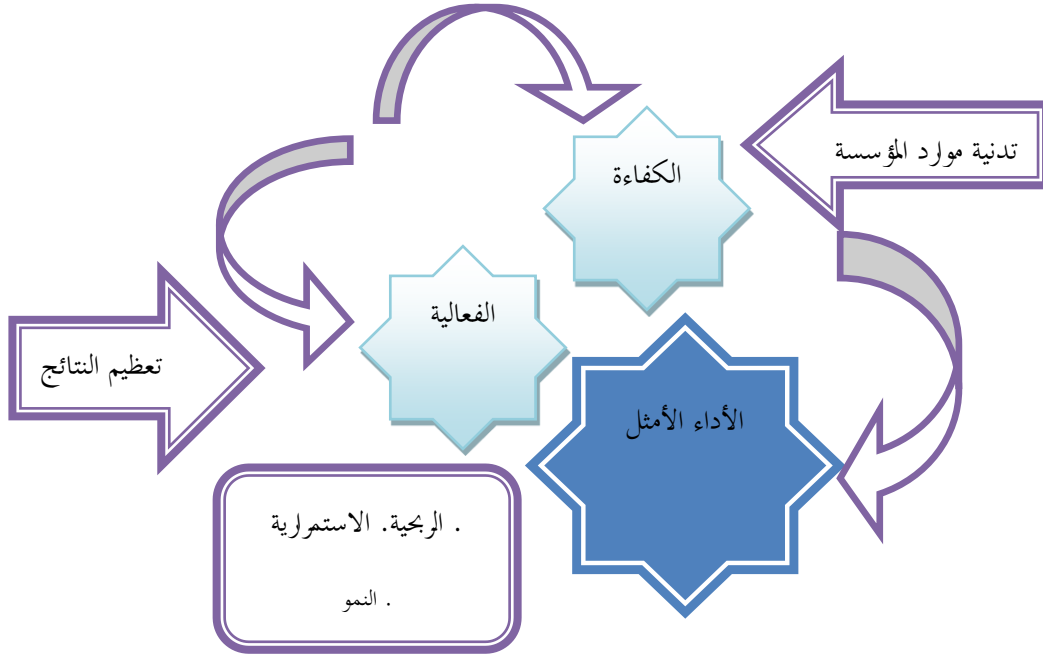 تدنية موارد المؤسسة
الكفاءة
الفعالية
تعظيم النتائج
الأداء الأمثل
. الربحية. الاستمرارية
. النمو